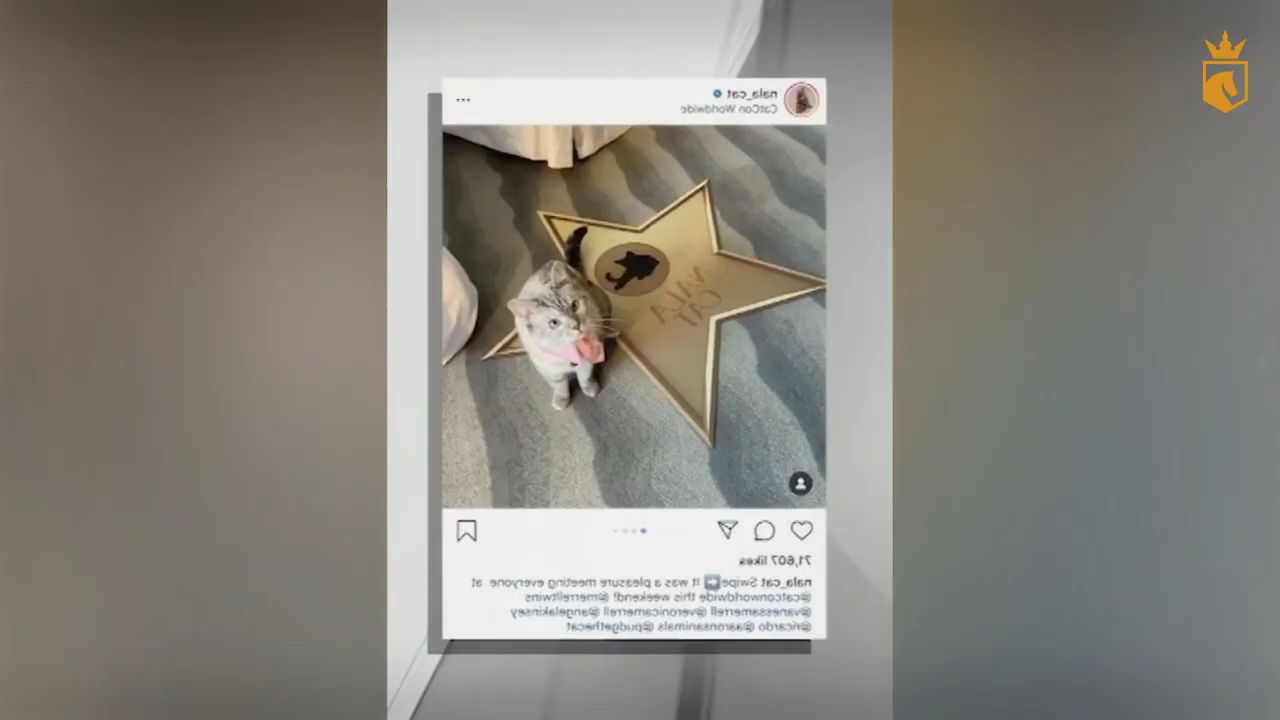 nala_cat
CatCon Worldwide
NALA
CAT
71,607 likes
nala_cat Swipe➡️ It was a pleasure meeting everyone at
@catconworldwide this weekend! @merrelltwins
@vanessamerrell @veronicamerrell @angelakinsey
@ricardo @aaronsanimals @pudgethecat